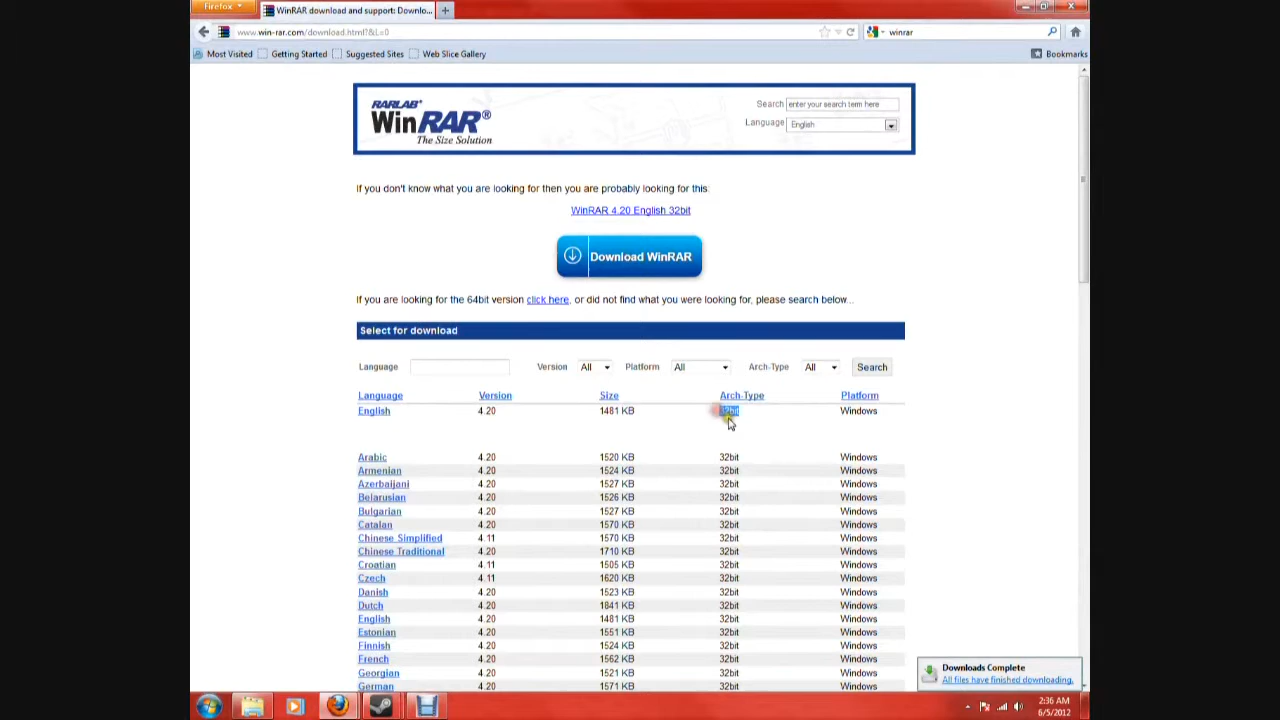 Firefox
WinRAR download and support: Downlo...
www.win-rar.com/download.html?&L=0
winrar
Most Visited Getting Started Suggested Sites Web Slice Gallery Bookmarks
RARLAB
WinRAR®
The Size Solution
Search enter your search term here
Language English
If you don't know what you are looking for then you are probably looking for this:
WinRAR 4.20 English 32bit
Download WinRAR
If you are looking for the 64bit version click here, or did not find what you were looking for, please search below...
Select for download
Language Version All Platform All Arch-Type All Search
Language Version Size Arch-Type Platform
English 4.20 1481 KB 32bit Windows
Arabic 4.20 1520 KB 32bit Windows
Armenian 4.20 1524 KB 32bit Windows
Azerbaijani 4.20 1527 KB 32bit Windows
Belarusian 4.20 1526 KB 32bit Windows
Bulgarian 4.20 1527 KB 32bit Windows
Catalan 4.20 1570 KB 32bit Windows
Chinese Simplified 4.11 1570 KB 32bit Windows
Chinese Traditional 4.20 1710 KB 32bit Windows
Croatian 4.11 1505 KB 32bit Windows
Czech 4.11 1620 KB 32bit Windows
Danish 4.20 1523 KB 32bit Windows
Dutch 4.20 1841 KB 32bit Windows
English 4.20 1481 KB 32bit Windows
Estonian 4.20 1551 KB 32bit Windows
Finnish 4.20 1524 KB 32bit Windows
French 4.20 1562 KB 32bit Windows
Georgian 4.20 1521 KB 32bit Windows
German 4.20 1571 KB 32bit Windows
Downloads Complete
All files have finished downloading.
2:36 AM
6/5/2012